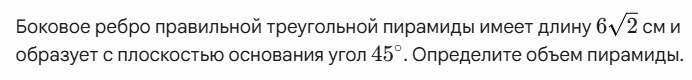 Боковое ребро правильной треугольной пирамиды имеет длину 6√2 см и
образует с плоскостью основания угол 45°. Определите объем пирамиды.